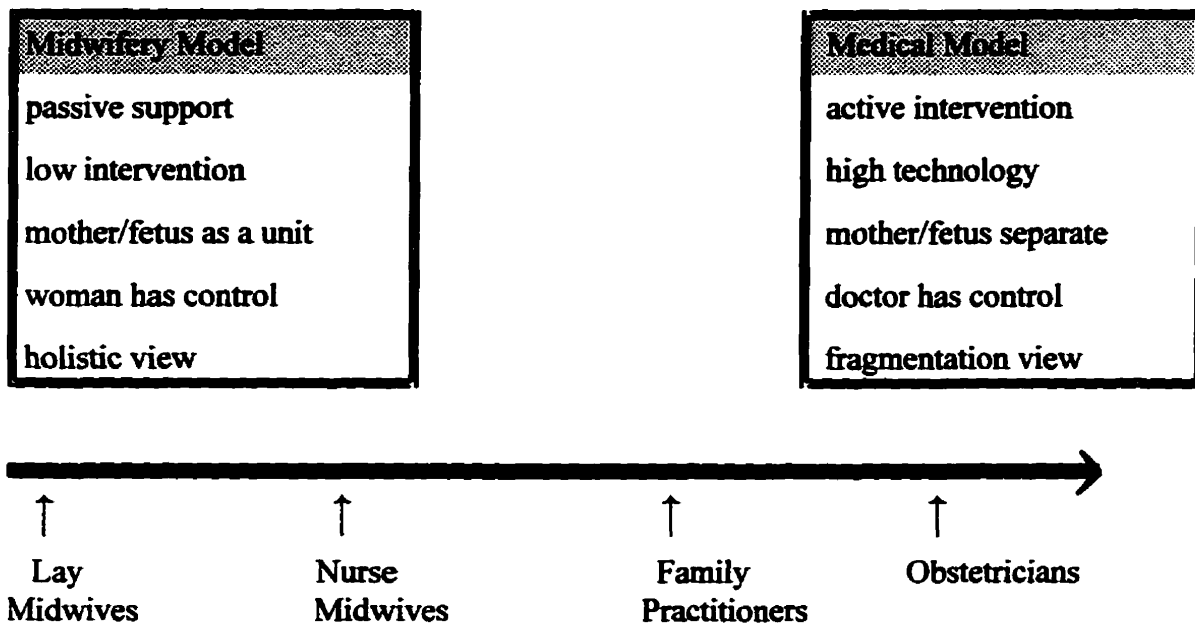 Midwifery Model
passive support
low intervention
mother/fetus as a unit
woman has control
holistic view
Medical Model
active intervention
high technology
mother/fetus separate
doctor has control
fragmentation view
Lay
Midwives
Nurse
Midwives
Family
Practitioners
Obstetricians